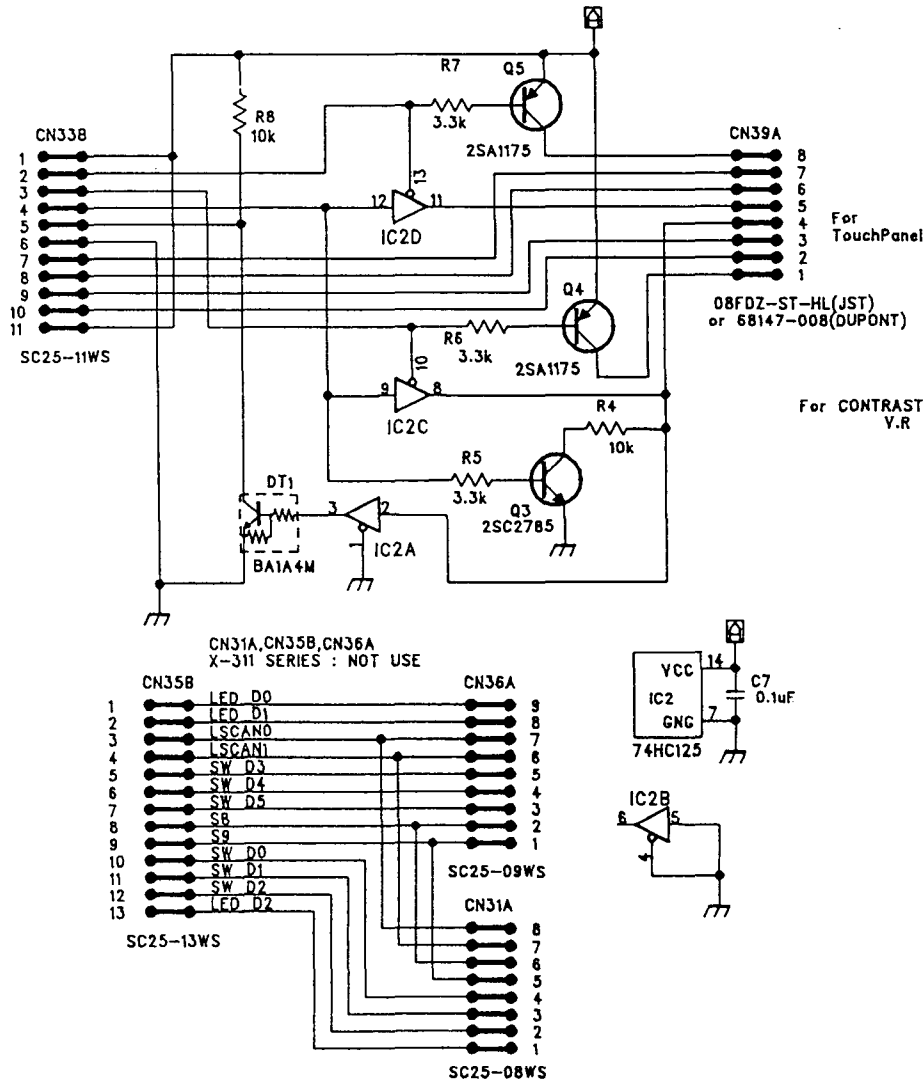 R7
Q5
R8
10k
3.3k
2SA1175
CN33B
1
2
3
4
5
6
7
8
9
10
11
SC25-11WS
13
12
11
IC2D
CN39A
8
7
6
5
4
3
2
1
For
TouchPanel
08FDZ-ST-HL(JST)
or 68147-008(DUPONT)
Q4
R6
3.3k
2SA1175
10
9
8
IC2C
R4
10k
For CONTRAST
V.R
R5
3.3k
Q3
2SC2785
DT1
BA1A4M
3
2
1
IC2A
CN31A,CN35B,CN36A
X-311 SERIES : NOT USE
CN35B
1
2
3
4
5
6
7
8
9
10
11
12
13
SC25-13WS
LED D0
LED D1
LSCAN0
LSCAN1
SW D3
SW D4
SW D5
S8
S9
SW D0
SW D1
SW D2
LED D2
CN36A
9
8
7
6
5
4
3
2
1
SC25-09WS
CN31A
8
7
6
5
4
3
2
1
SC25-08WS
VCC
14
IC2
GNG
7
74HC125
C7
0.1uF
IC2B
6
5
4